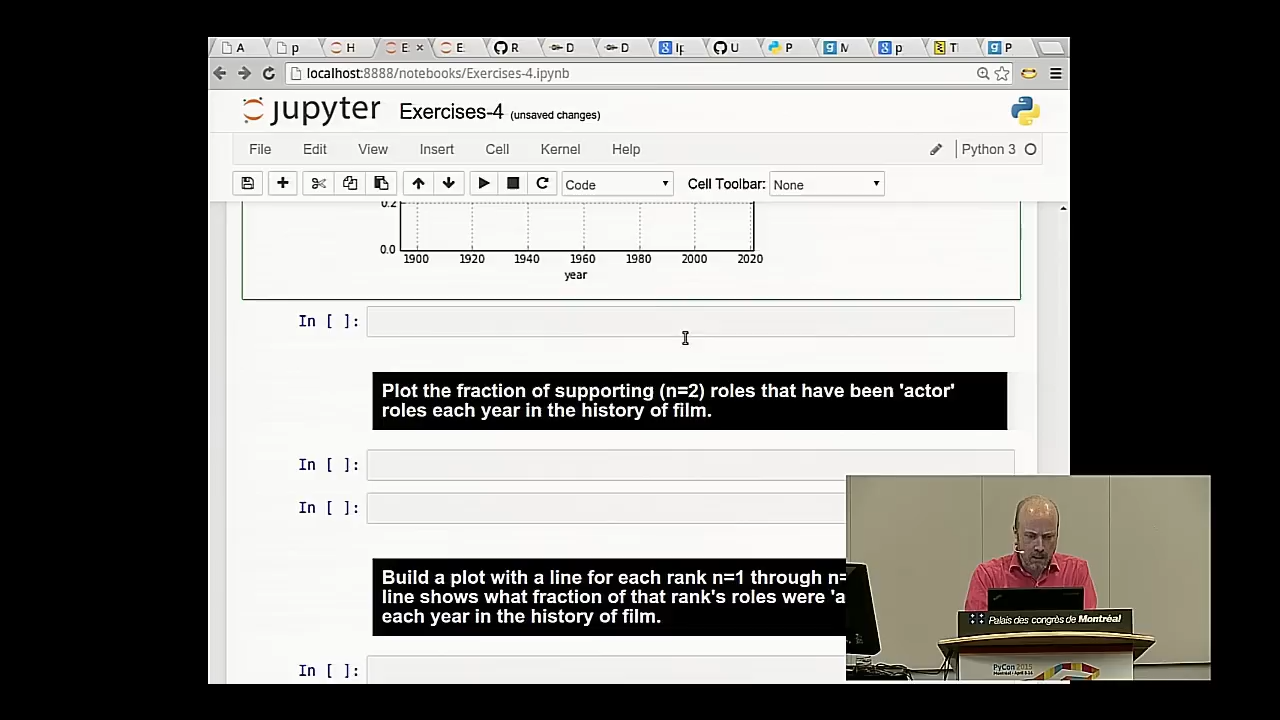 A
p
H
E
E
R
D
D
Ip
U
P
M
p
T
P
localhost:8888/notebooks/Exercises-4.ipynb
jupyter Exercises-4 (unsaved changes)
File Edit View Insert Cell Kernel Help Python 3
Code Cell Toolbar: None
0.2
0.0
1900 1920 1940 1960 1980 2000 2020
year
In [ ]:
Plot the fraction of supporting (n=2) roles that have been 'actor'
roles each year in the history of film.
In [ ]:
In [ ]:
Build a plot with a line for each rank n=1 through n=
line shows what fraction of that rank's roles were 'a
each year in the history of film.
In [ ]:
Palais des congrès de Montréal
PyCon 2015